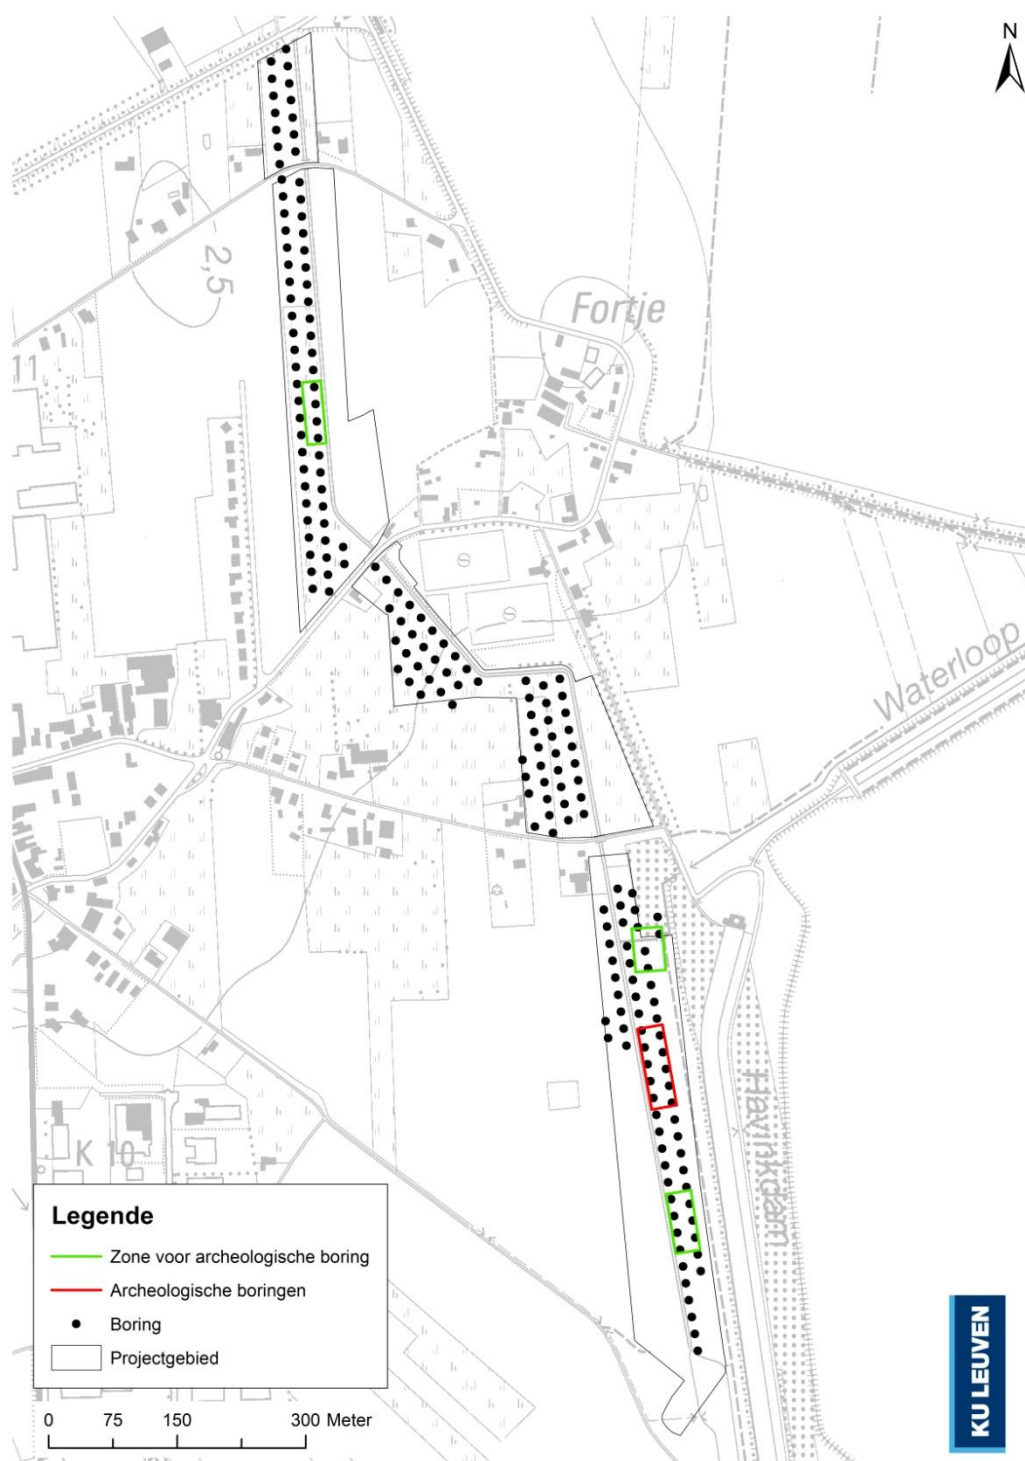 N
2,5
Fortje
11
Waterloop
Havinkdam
K 10
Legende
Zone voor archeologische boring
Archeologische boringen
Boring
Projectgebied
0 75 150 300 Meter
KU LEUVEN